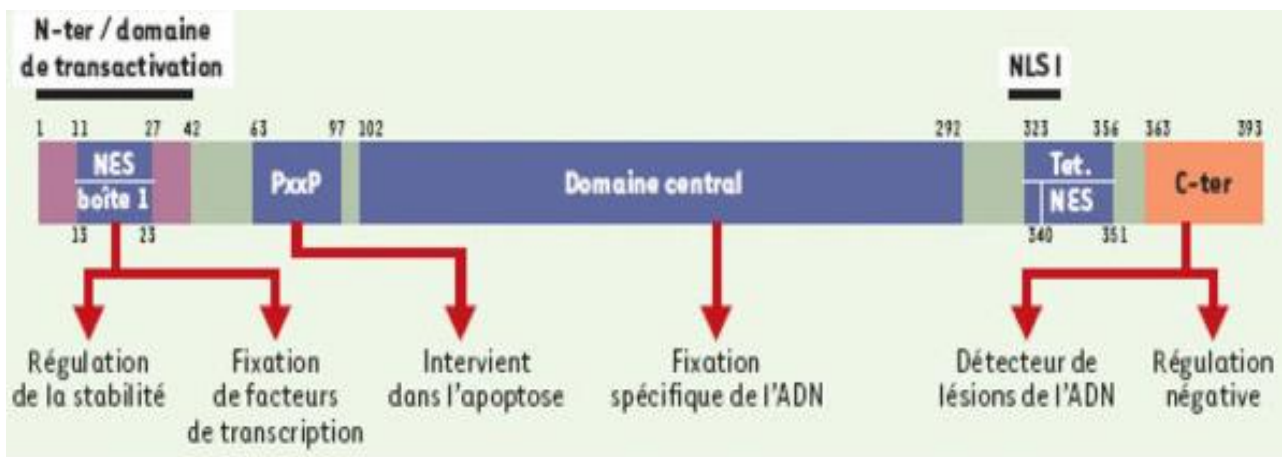 N-ter / domaine
de transactivation
NLS I
1 11 27 42 63 97 102 292 323 356 363 393
NES
boîte 1
PxxP
Domaine central
Tet.
NES
C-ter
13 23 340 351
Régulation
de la stabilité
Fixation
de facteurs
de transcription
Intervient
dans l'apoptose
Fixation
spécifique de l'ADN
Détecteur de
lésions de l'ADN
Régulation
négative